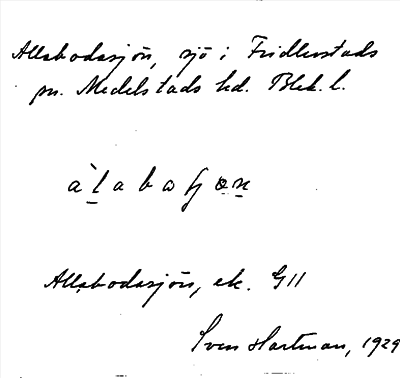 Allabodasjön, sjö i Fridlevstads
sn. Medelstads hd. Blek. l.
Allabodasjön, ek. G11
Sven Hartman, 1929